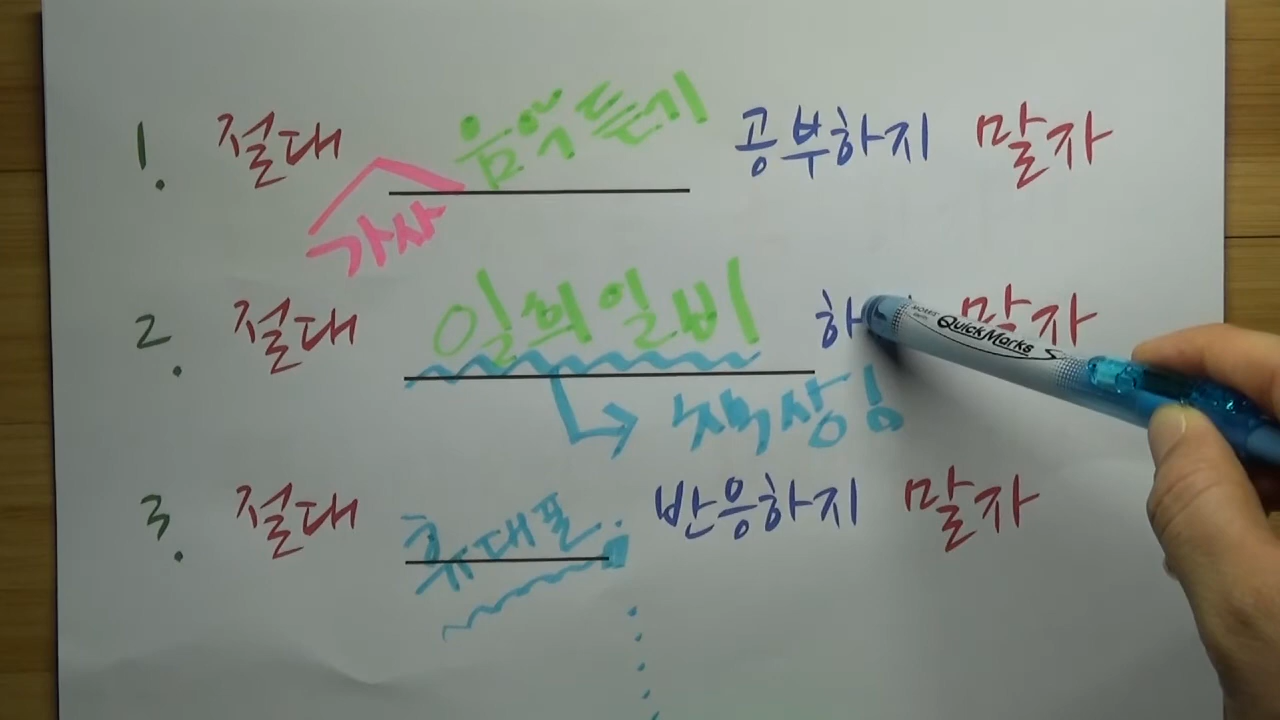 1. 절대 음악듣기 공부하지 말자
가사
2. 절대 일희일비 하 말자
QuickMarks
→ 책상임
3. 절대 휴대폰 반응하지 말자